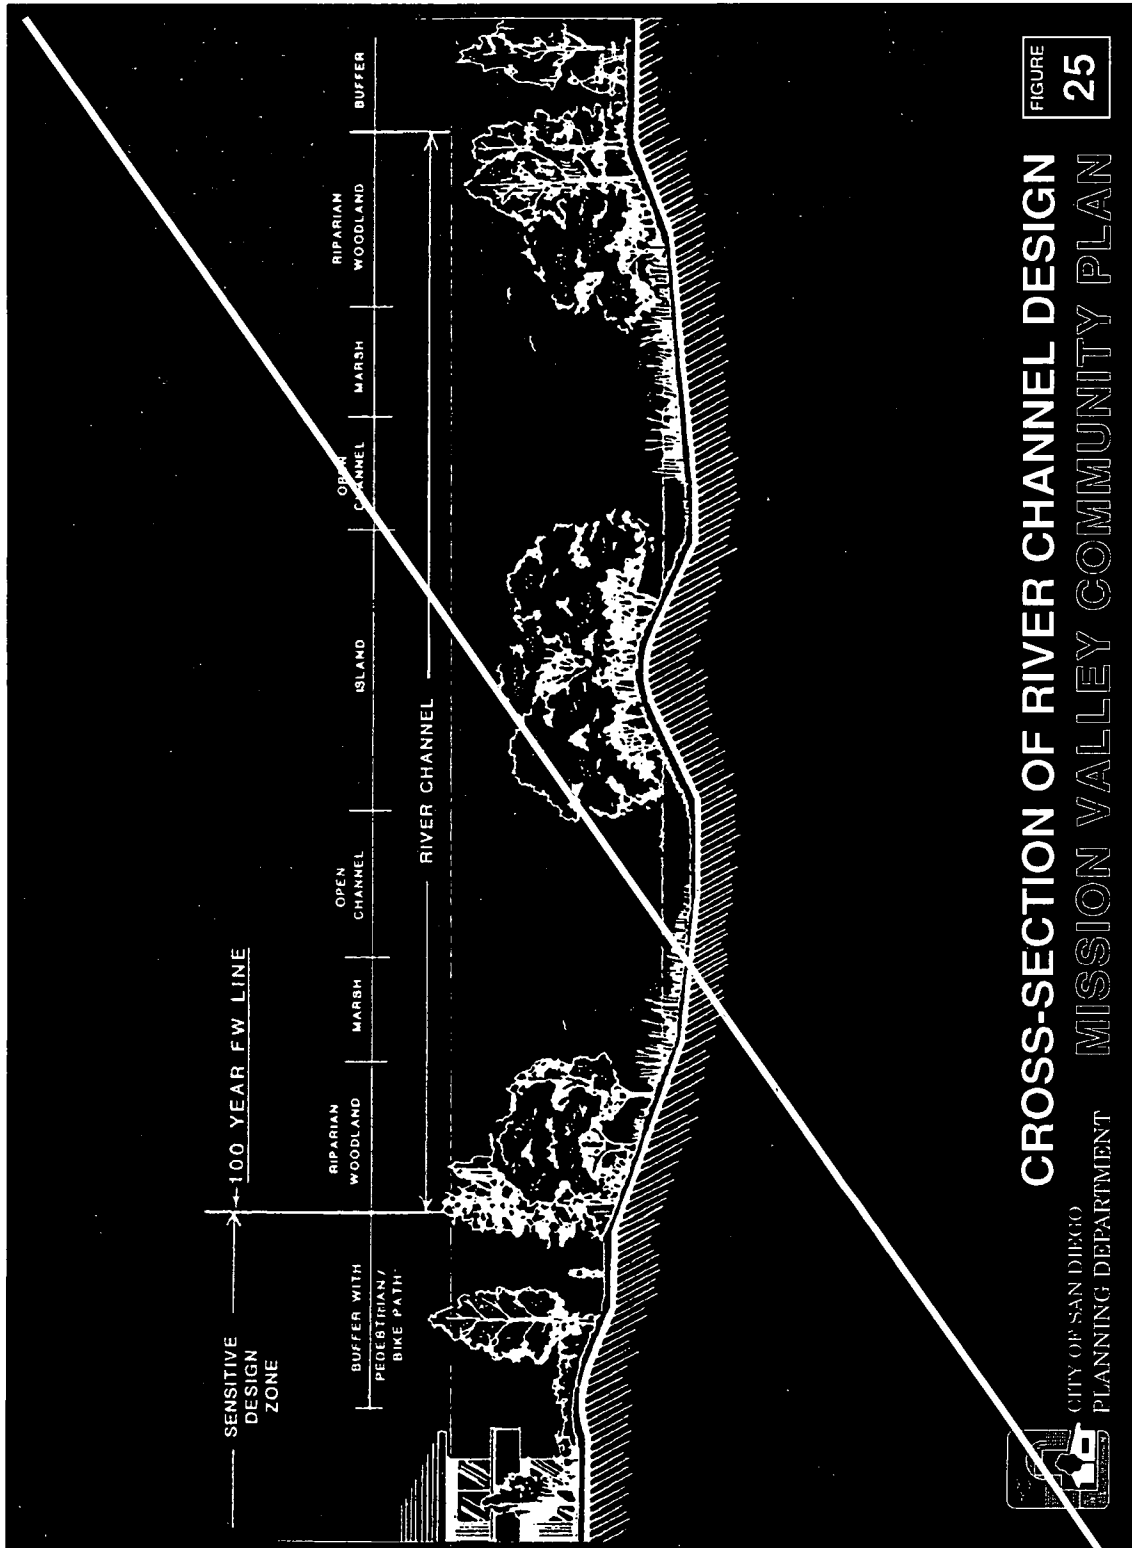 SENSITIVE
DESIGN
ZONE
100 YEAR FW LINE
BUFFER WITH
PEDESTRIAN/
BIKE PATH
RIPARIAN
WOODLAND
MARSH
OPEN
CHANNEL
ISLAND
OPEN
CHANNEL
MARSH
RIPARIAN
WOODLAND
BUFFER
RIVER CHANNEL
CITY OF SAN DIEGO
PLANNING DEPARTMENT
CROSS-SECTION OF RIVER CHANNEL DESIGN
MISSION VALLEY COMMUNITY PLAN
FIGURE
25